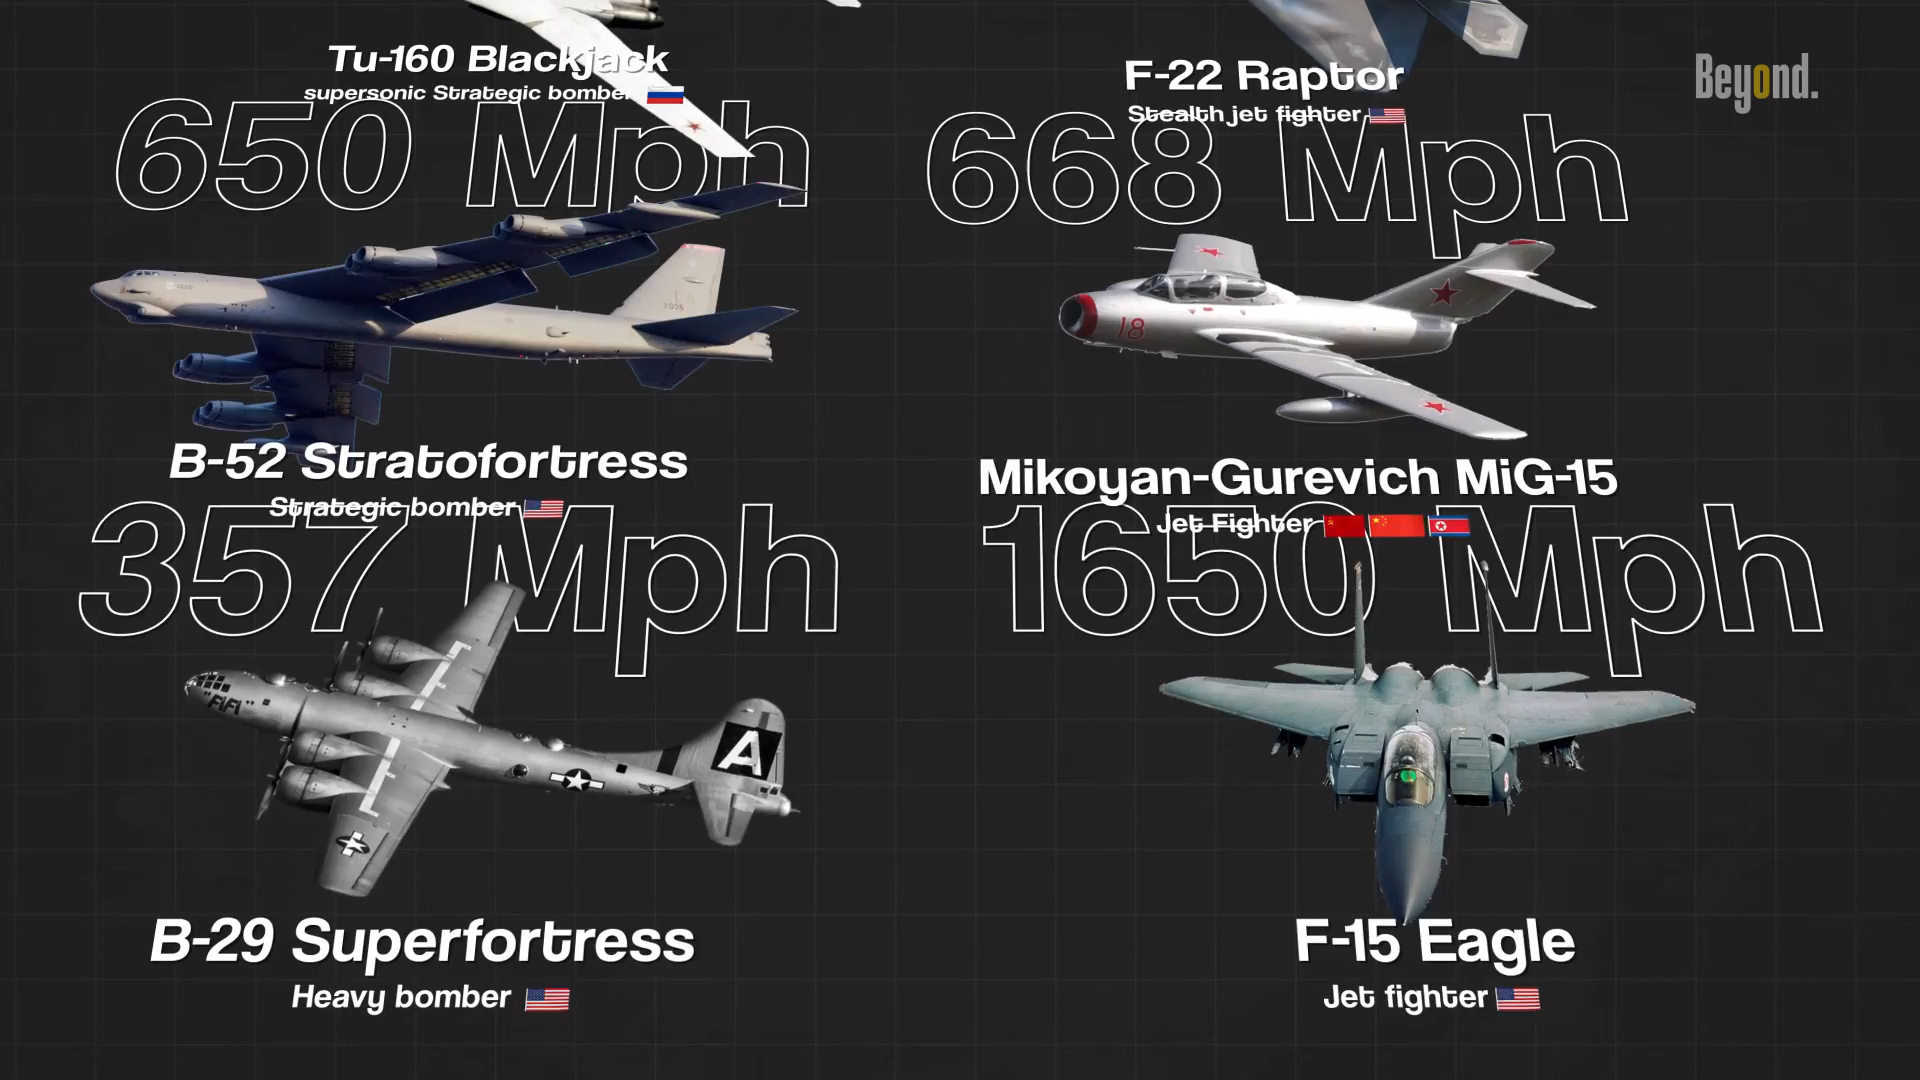 Tu-160 Blackjack
supersonic Strategic bomber
F-22 Raptor
Stealth jet fighter
Beyond.
650 Mph
668 Mph
18
B-52 Stratofortress
Strategic bomber
Mikoyan-Gurevich MiG-15
Jet Fighter
357 Mph
1650 Mph
"FIFI"
A
B-29 Superfortress
Heavy bomber
F-15 Eagle
Jet fighter